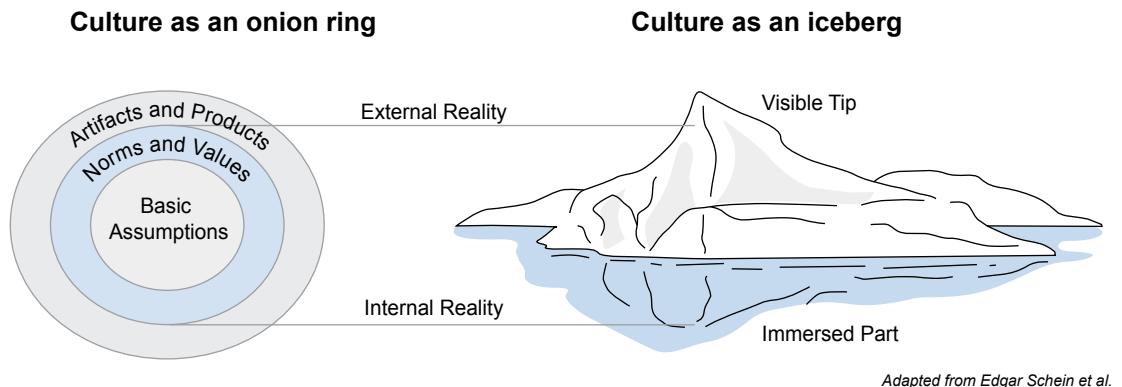 Culture as an onion ring
Culture as an iceberg
Artifacts and Products
Norms and Values
Basic
Assumptions
External Reality
Visible Tip
Internal Reality
Immersed Part
Adapted from Edgar Schein et al.